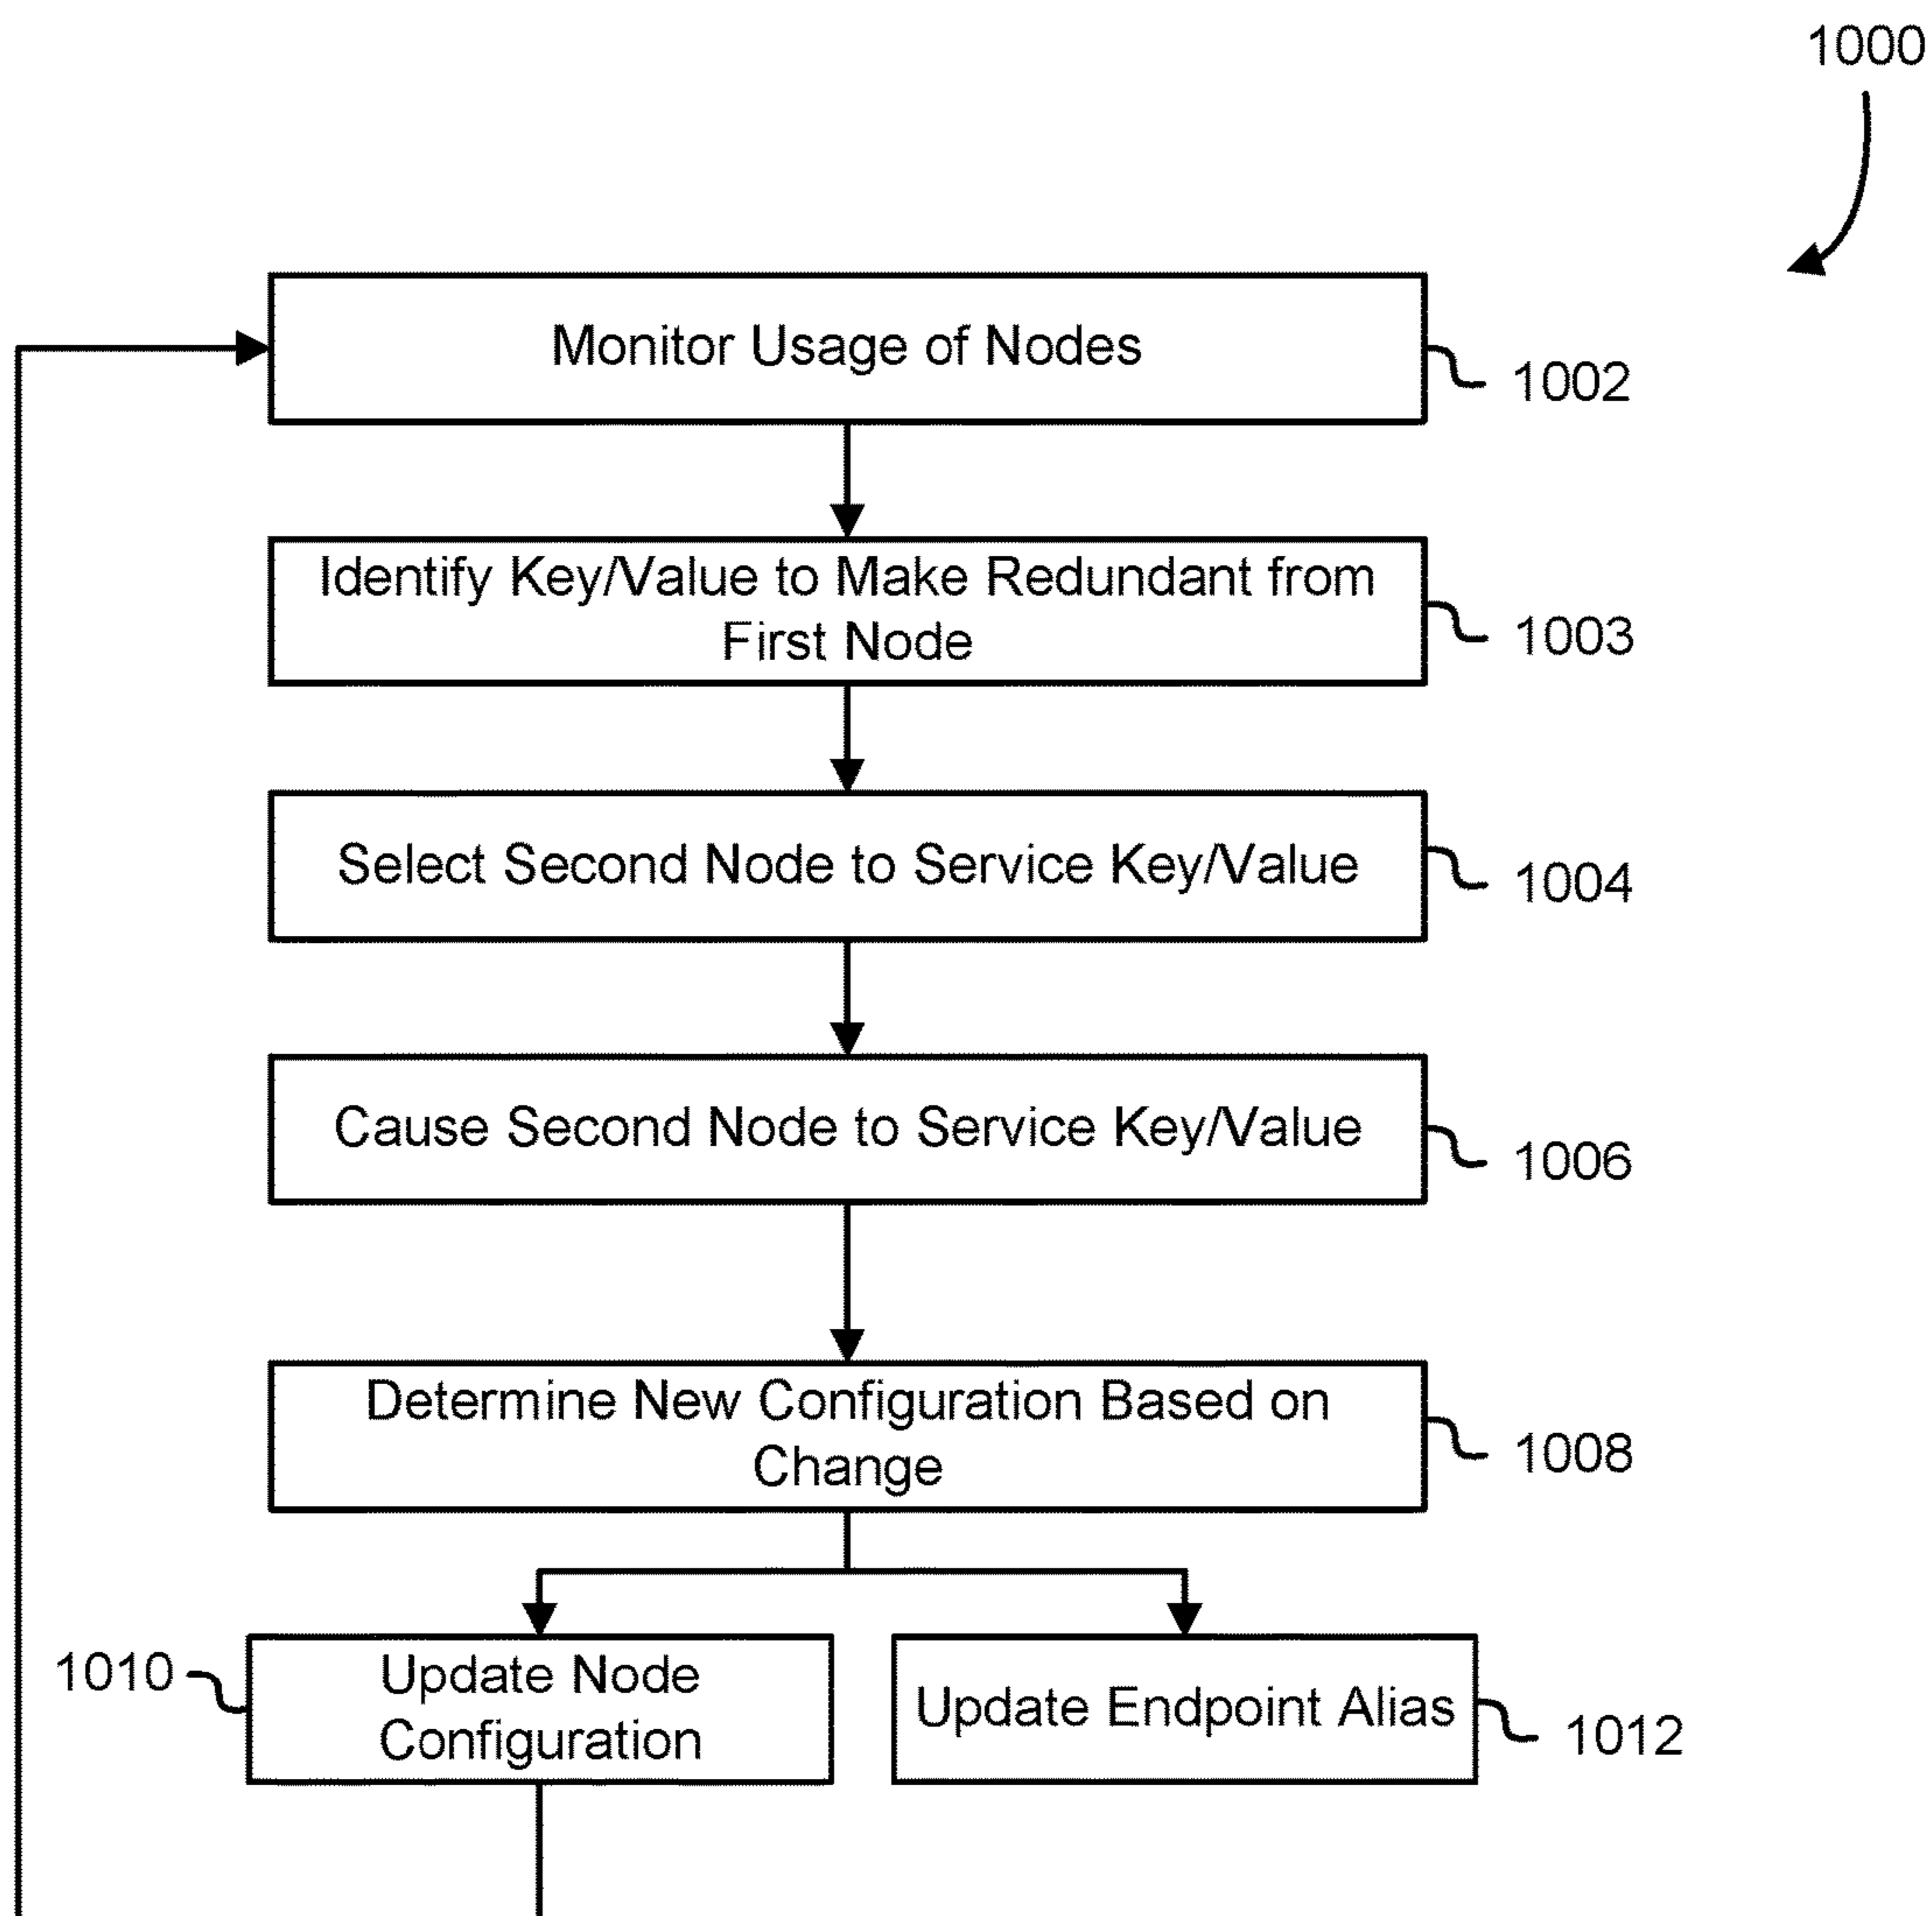 1000
Monitor Usage of Nodes
1002
Identify Key/Value to Make Redundant from
First Node
1003
Select Second Node to Service Key/Value
1004
Cause Second Node to Service Key/Value
1006
Determine New Configuration Based on
Change
1008
1010
Update Node
Configuration
Update Endpoint Alias
1012